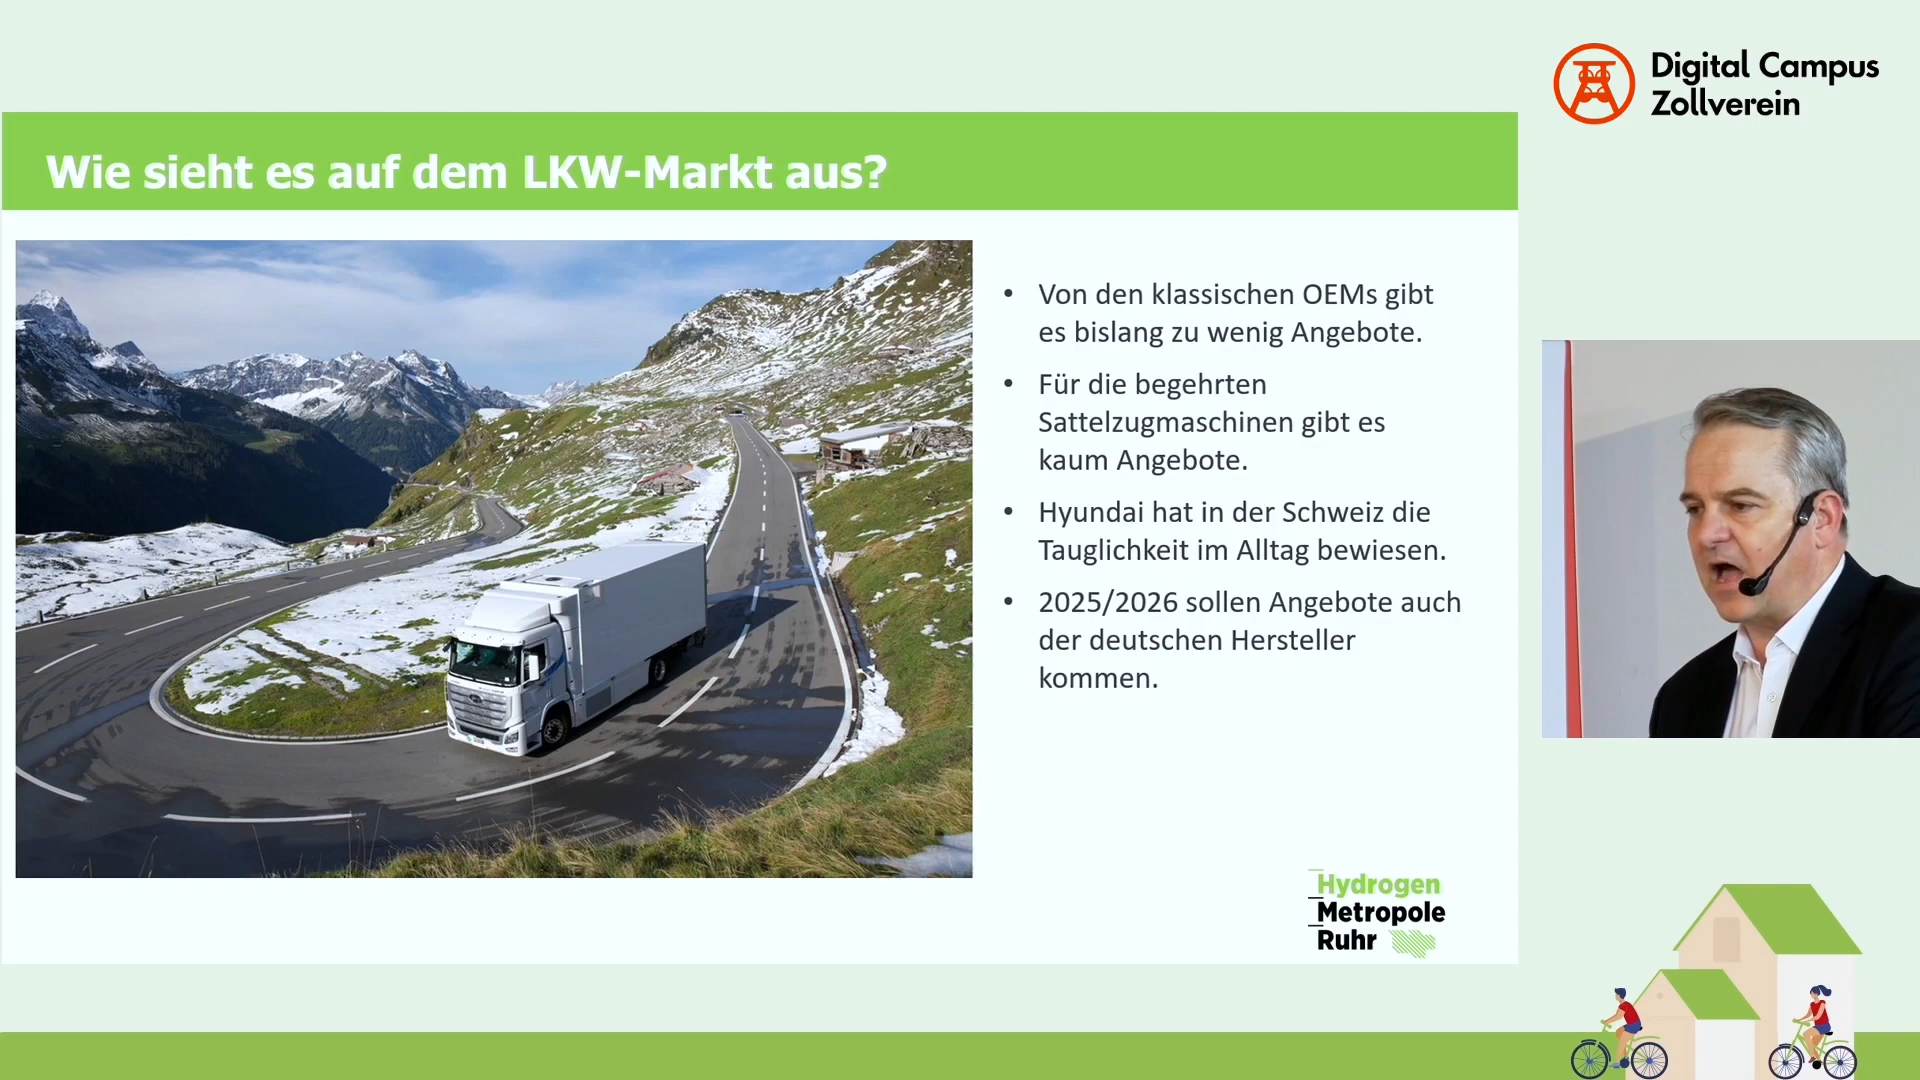 Digital Campus
Zollverein
Wie sieht es auf dem LKW-Markt aus?
• Von den klassischen OEMs gibt
es bislang zu wenig Angebote.
• Für die begehrten
Sattelzugmaschinen gibt es
kaum Angebote.
• Hyundai hat in der Schweiz die
Tauglichkeit im Alltag bewiesen.
• 2025/2026 sollen Angebote auch
der deutschen Hersteller
kommen.
Hydrogen
Metropole
Ruhr